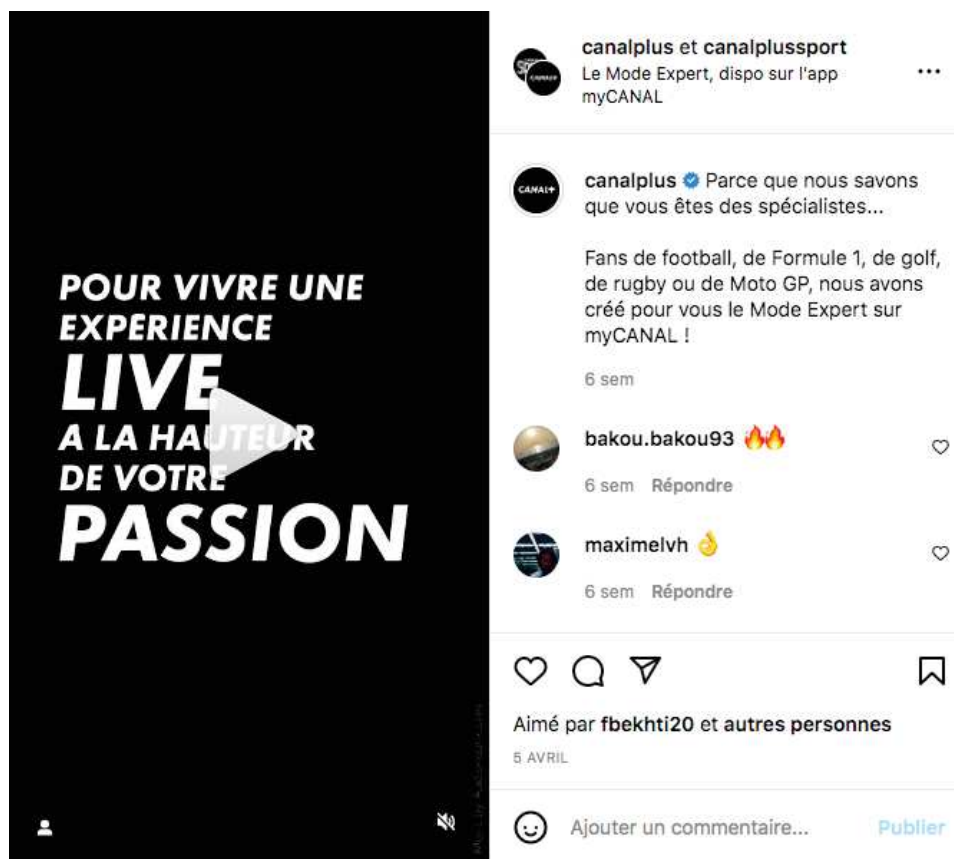 POUR VIVRE UNE
EXPÉRIENCE
LIVE
A LA HAUTEUR
DE VOTRE
PASSION
canalplus et canalplussport
Le Mode Expert, dispo sur l'app
myCANAL
CANAL+
canalplus Parce que nous savons
que vous êtes des spécialistes...
Fans de football, de Formule 1, de golf,
de rugby ou de Moto GP, nous avons
créé pour vous le Mode Expert sur
myCANAL !
6 sem
bakou.bakou93
6 sem Répondre
maximelvh
6 sem Répondre
Aimé par fbekhti20 et autres personnes
5 AVRIL
Ajouter un commentaire... Publier